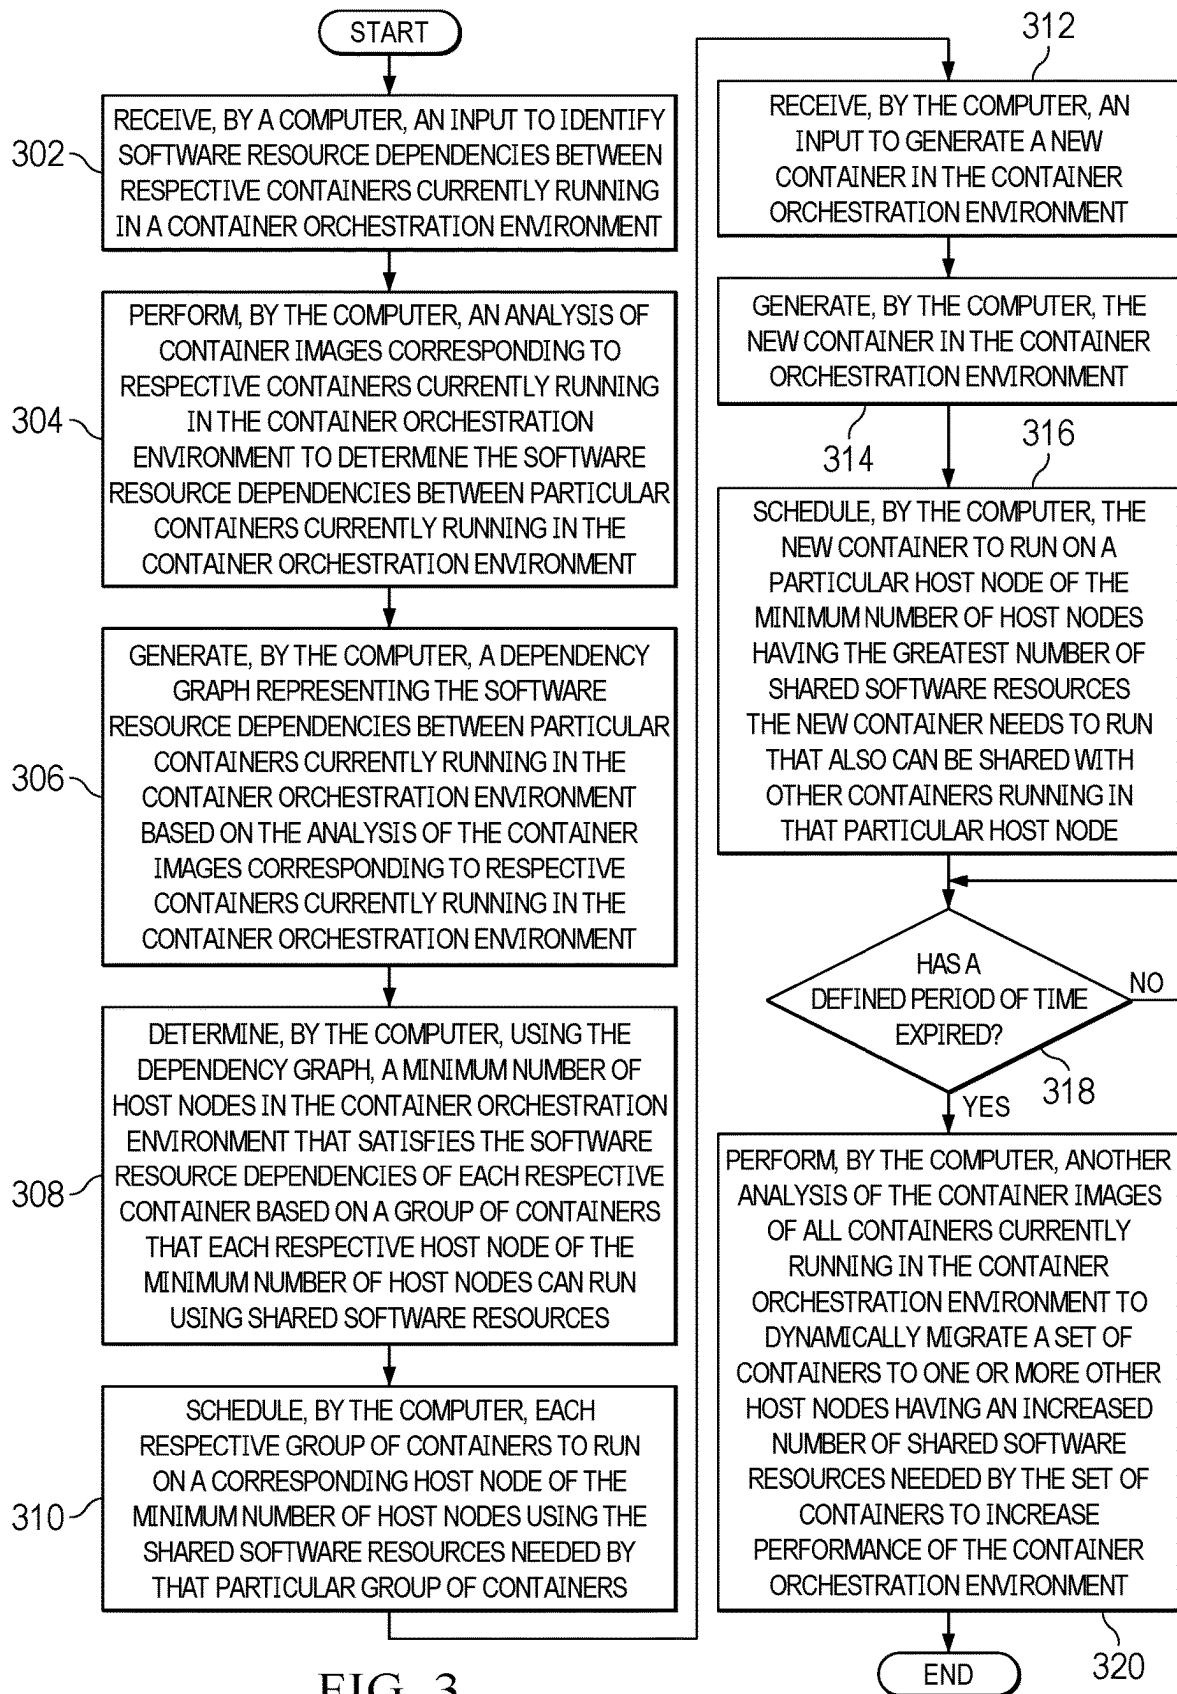 START
302
RECEIVE, BY A COMPUTER, AN INPUT TO IDENTIFY
SOFTWARE RESOURCE DEPENDENCIES BETWEEN
RESPECTIVE CONTAINERS CURRENTLY RUNNING
IN A CONTAINER ORCHESTRATION ENVIRONMENT
304
PERFORM, BY THE COMPUTER, AN ANALYSIS OF
CONTAINER IMAGES CORRESPONDING TO
RESPECTIVE CONTAINERS CURRENTLY RUNNING
IN THE CONTAINER ORCHESTRATION
ENVIRONMENT TO DETERMINE THE SOFTWARE
RESOURCE DEPENDENCIES BETWEEN PARTICULAR
CONTAINERS CURRENTLY RUNNING IN THE
CONTAINER ORCHESTRATION ENVIRONMENT
306
GENERATE, BY THE COMPUTER, A DEPENDENCY
GRAPH REPRESENTING THE SOFTWARE
RESOURCE DEPENDENCIES BETWEEN PARTICULAR
CONTAINERS CURRENTLY RUNNING IN THE
CONTAINER ORCHESTRATION ENVIRONMENT
BASED ON THE ANALYSIS OF THE CONTAINER
IMAGES CORRESPONDING TO RESPECTIVE
CONTAINERS CURRENTLY RUNNING IN THE
CONTAINER ORCHESTRATION ENVIRONMENT
308
DETERMINE, BY THE COMPUTER, USING THE
DEPENDENCY GRAPH, A MINIMUM NUMBER OF
HOST NODES IN THE CONTAINER ORCHESTRATION
ENVIRONMENT THAT SATISFIES THE SOFTWARE
RESOURCE DEPENDENCIES OF EACH RESPECTIVE
CONTAINER BASED ON A GROUP OF CONTAINERS
THAT EACH RESPECTIVE HOST NODE OF THE
MINIMUM NUMBER OF HOST NODES CAN RUN
USING SHARED SOFTWARE RESOURCES
310
SCHEDULE, BY THE COMPUTER, EACH
RESPECTIVE GROUP OF CONTAINERS TO RUN
ON A CORRESPONDING HOST NODE OF THE
MINIMUM NUMBER OF HOST NODES USING THE
SHARED SOFTWARE RESOURCES NEEDED BY
THAT PARTICULAR GROUP OF CONTAINERS
312
RECEIVE, BY THE COMPUTER, AN
INPUT TO GENERATE A NEW
CONTAINER IN THE CONTAINER
ORCHESTRATION ENVIRONMENT
GENERATE, BY THE COMPUTER, THE
NEW CONTAINER IN THE CONTAINER
ORCHESTRATION ENVIRONMENT
314
316
SCHEDULE, BY THE COMPUTER, THE
NEW CONTAINER TO RUN ON A
PARTICULAR HOST NODE OF THE
MINIMUM NUMBER OF HOST NODES
HAVING THE GREATEST NUMBER OF
SHARED SOFTWARE RESOURCES
THE NEW CONTAINER NEEDS TO RUN
THAT ALSO CAN BE SHARED WITH
OTHER CONTAINERS RUNNING IN
THAT PARTICULAR HOST NODE
HAS A
DEFINED PERIOD OF TIME
EXPIRED?
NO
318
YES
PERFORM, BY THE COMPUTER, ANOTHER
ANALYSIS OF THE CONTAINER IMAGES
OF ALL CONTAINERS CURRENTLY
RUNNING IN THE CONTAINER
ORCHESTRATION ENVIRONMENT TO
DYNAMICALLY MIGRATE A SET OF
CONTAINERS TO ONE OR MORE OTHER
HOST NODES HAVING AN INCREASED
NUMBER OF SHARED SOFTWARE
RESOURCES NEEDED BY THE SET OF
CONTAINERS TO INCREASE
PERFORMANCE OF THE CONTAINER
ORCHESTRATION ENVIRONMENT
320
END
FIG. 3